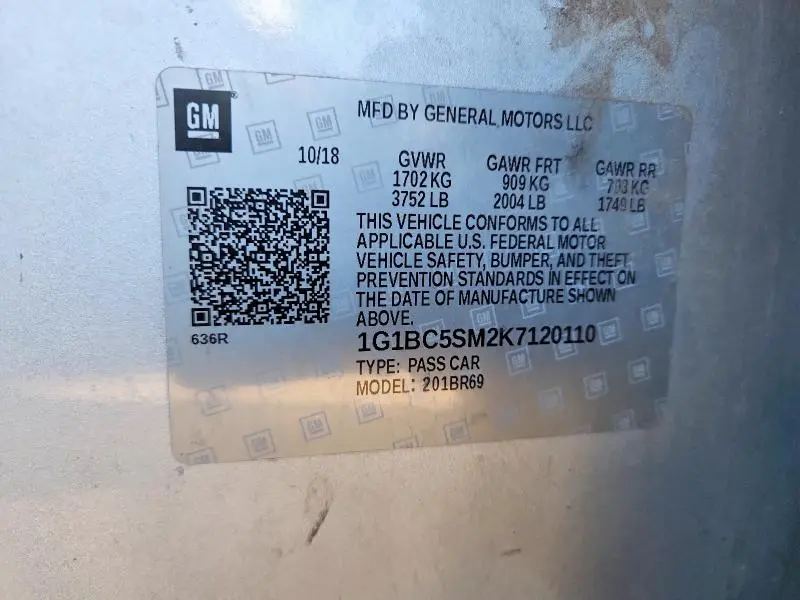 GM
MFD BY GENERAL MOTORS LLC
10/18 GVWR GAWR FRT GAWR RR
1702 KG 909 KG 793 KG
3752 LB 2004 LB 1749 LB
THIS VEHICLE CONFORMS TO ALL
APPLICABLE U.S. FEDERAL MOTOR
VEHICLE SAFETY, BUMPER, AND THEFT
PREVENTION STANDARDS IN EFFECT ON
THE DATE OF MANUFACTURE SHOWN
ABOVE.
636R
1G1BC5SM2K7120110
TYPE: PASS CAR
MODEL: 201BR69